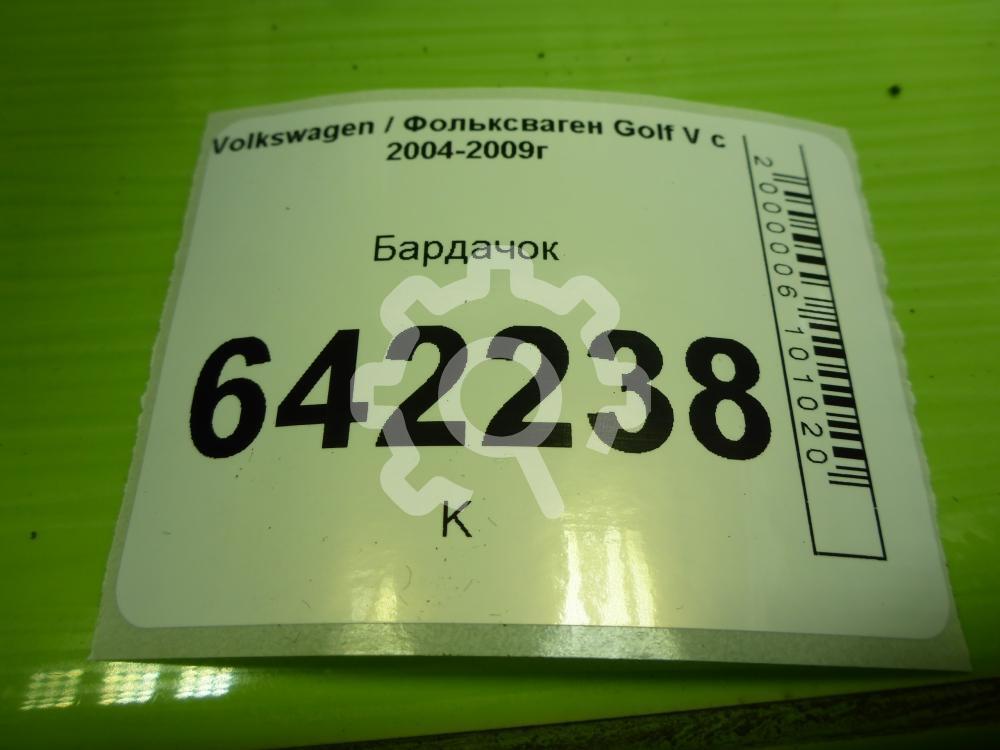 Volkswagen / Фольксваген Golf V с
2004-2009г
Бардачок
642238
К
2000006101020